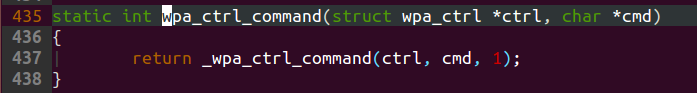 435 static int wpa_ctrl_command(struct wpa_ctrl *ctrl, char *cmd)
436 {
437 |       return _wpa_ctrl_command(ctrl, cmd, 1);
438 }